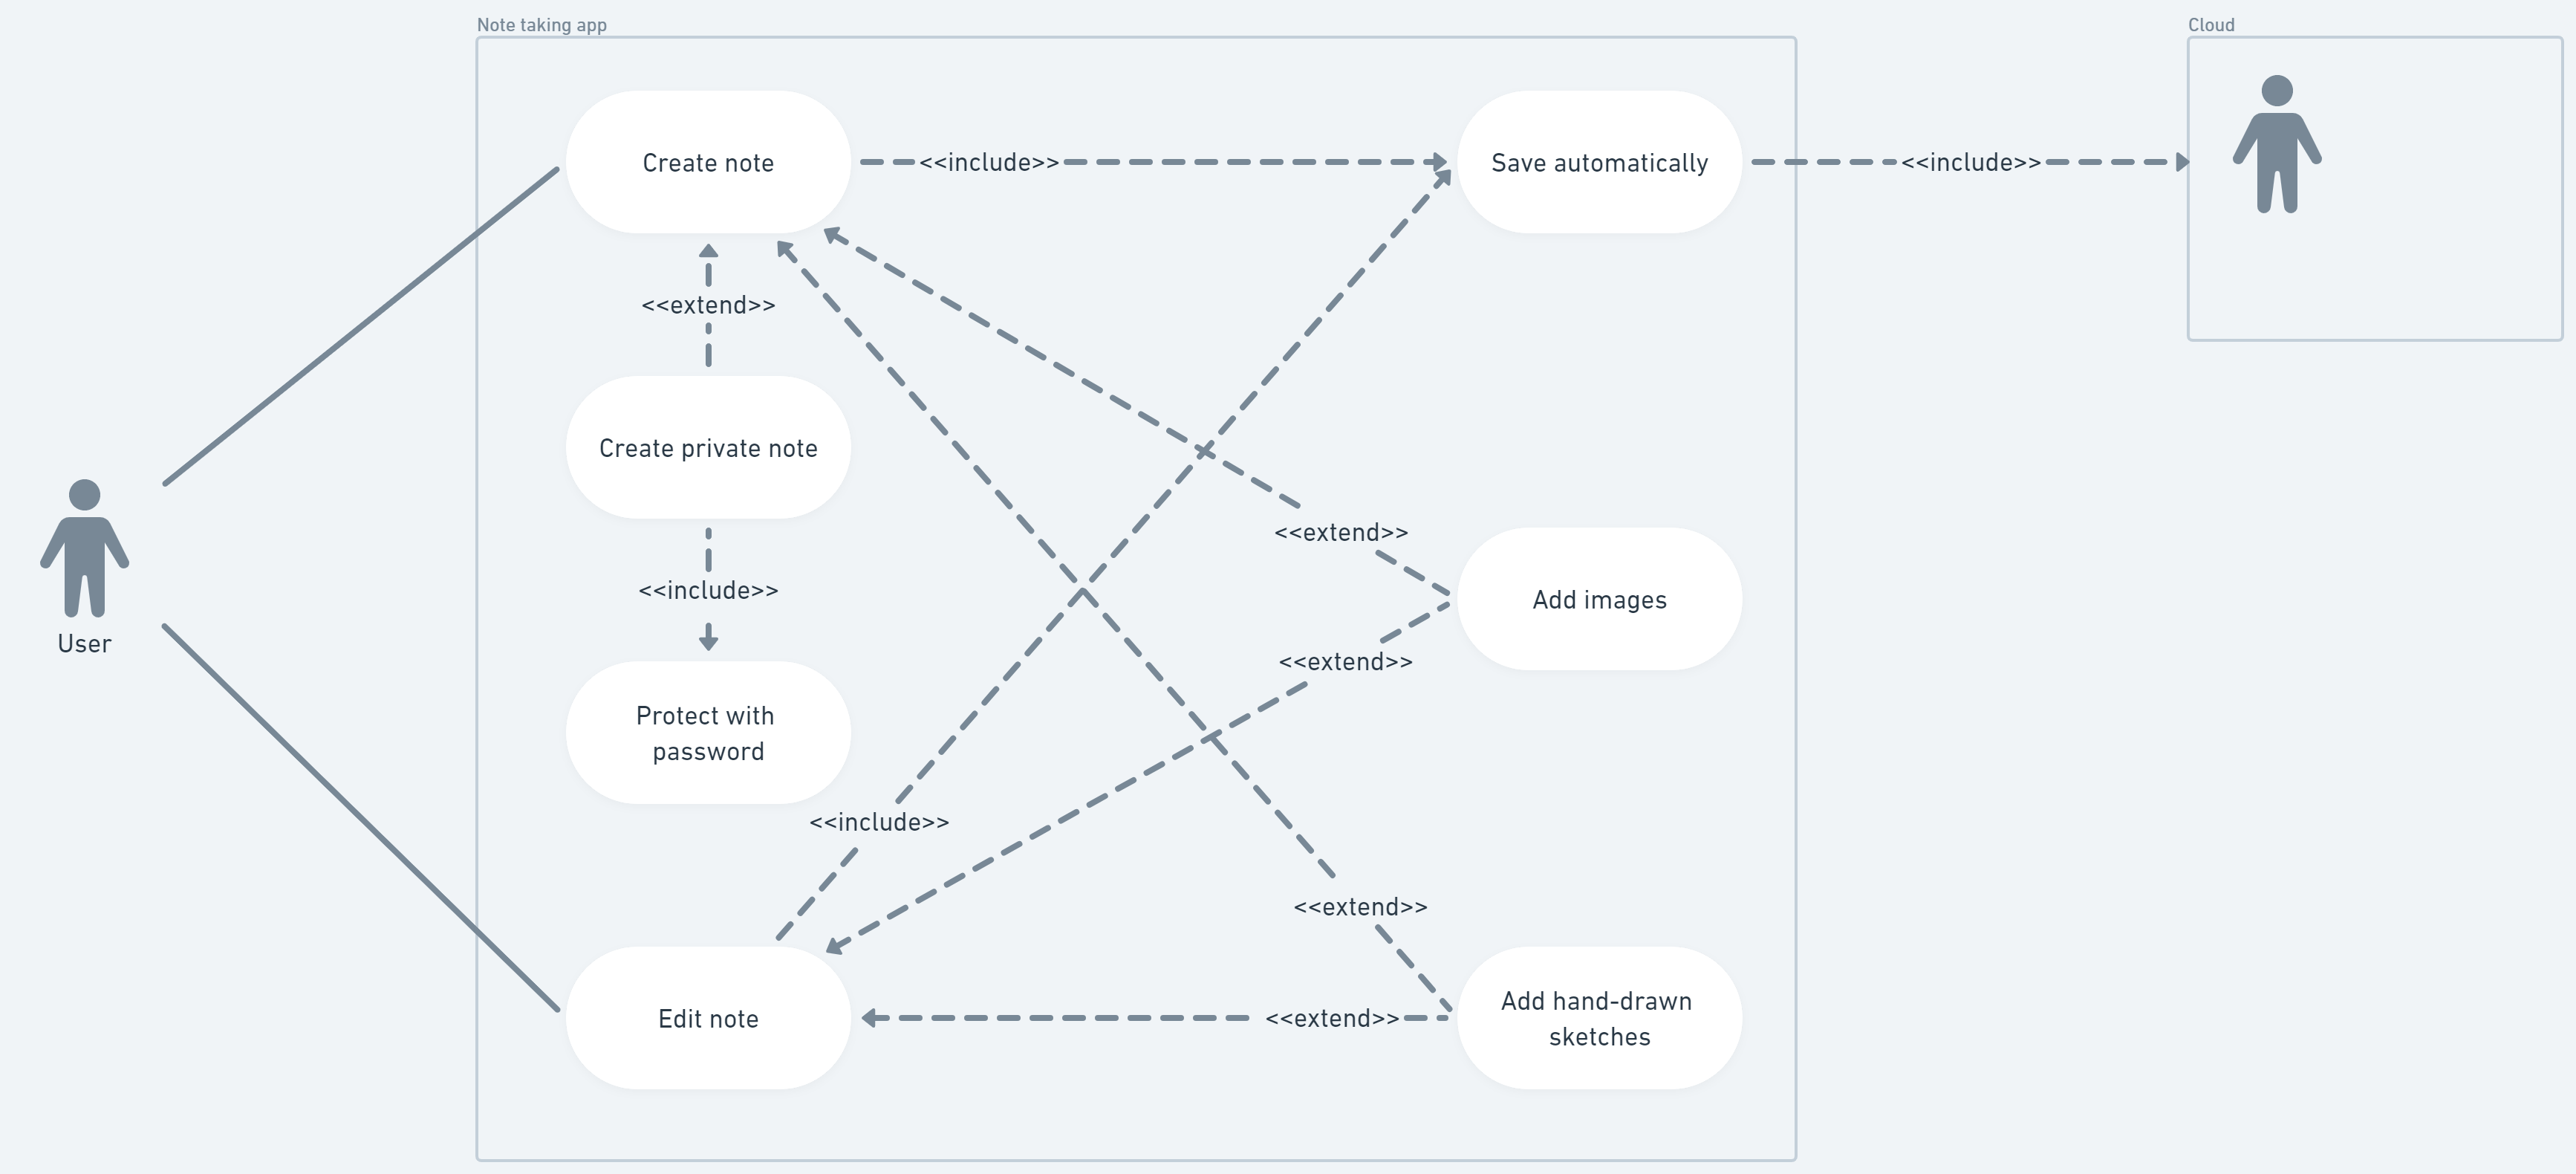 Note taking app
Cloud
Create note
<<include>>
Save automatically
<<include>>
<<extend>>
Create private note
<<extend>>
<<include>>
Add images
User
<<extend>>
Protect with
password
<<include>>
<<extend>>
Edit note
<<extend>>
Add hand-drawn
sketches